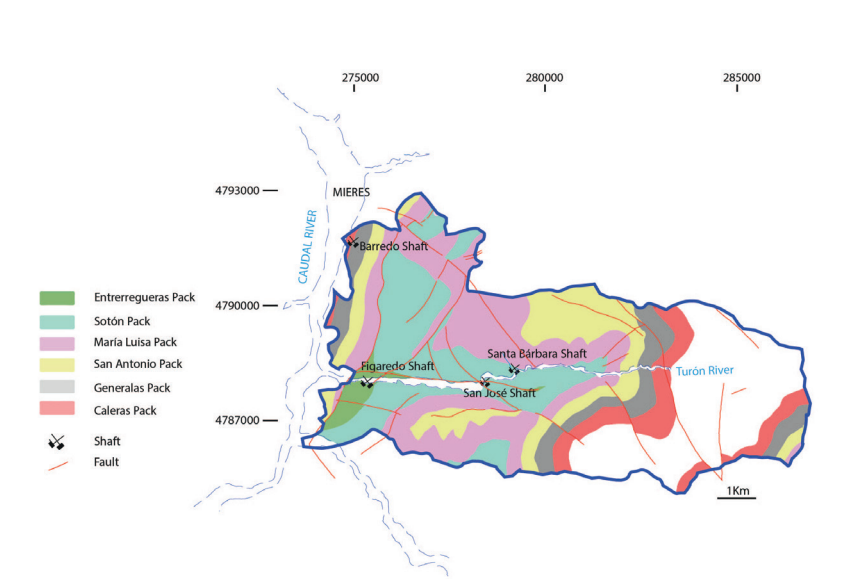 275000
280000
285000
4793000
MIERES
CAUDAL RIVER
Barredo Shaft
4790000
Entrerregueras Pack
Sotón Pack
María Luisa Pack
San Antonio Pack
Generalas Pack
Caleras Pack
Shaft
Fault
Santa Bárbara Shaft
Figaredo Shaft
Turón River
San José Shaft
4787000
1Km